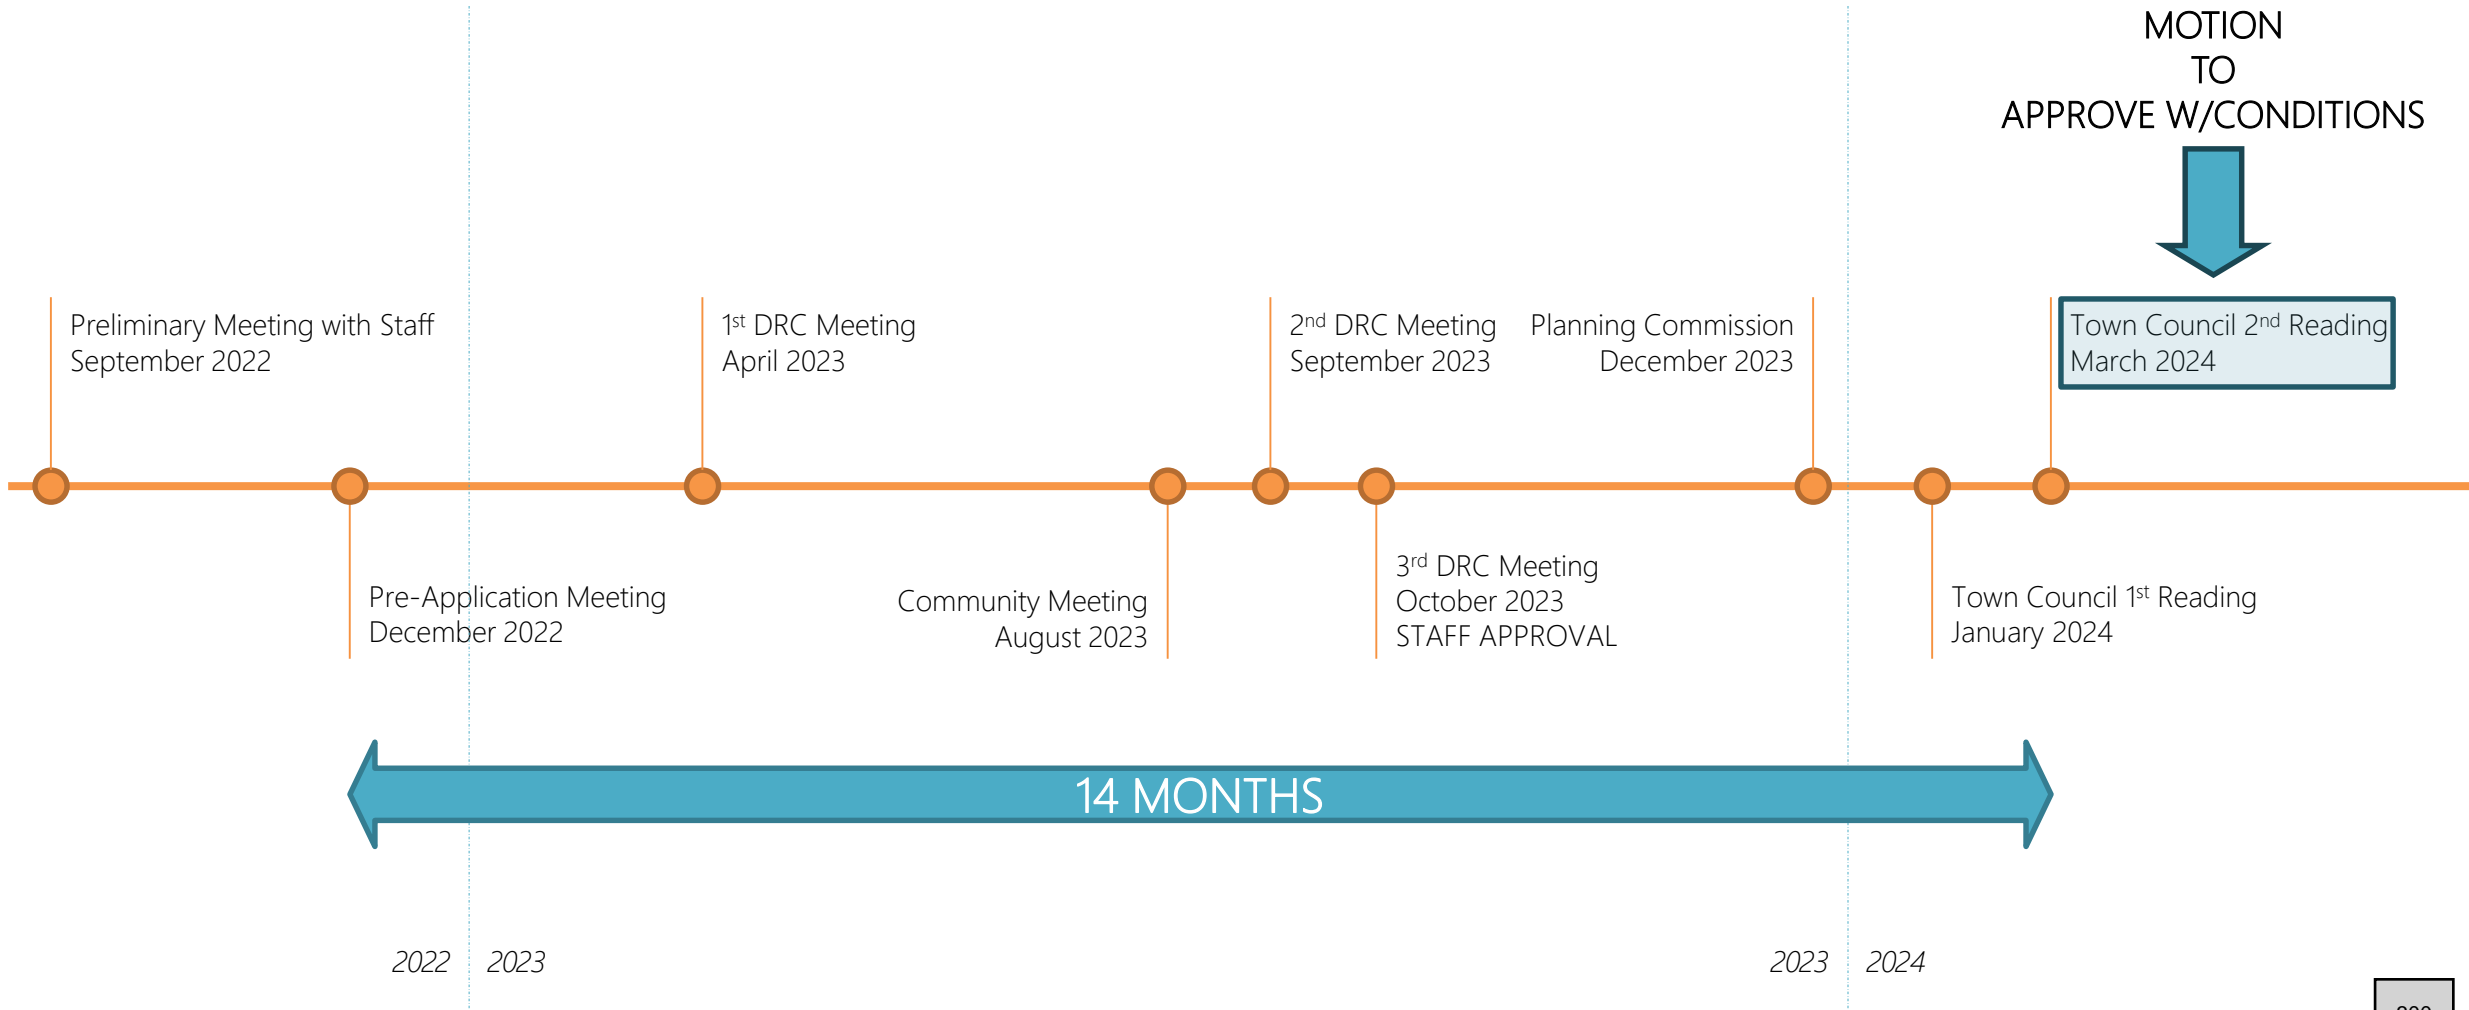 MOTION
TO
APPROVE W/CONDITIONS
Preliminary Meeting with Staff
September 2022
1st DRC Meeting
April 2023
2nd DRC Meeting
September 2023
Planning Commission
December 2023
Town Council 2nd Reading
March 2024
Pre-Application Meeting
December 2022
Community Meeting
August 2023
3rd DRC Meeting
October 2023
STAFF APPROVAL
Town Council 1st Reading
January 2024
14 MONTHS
2022
2023
2023
2024